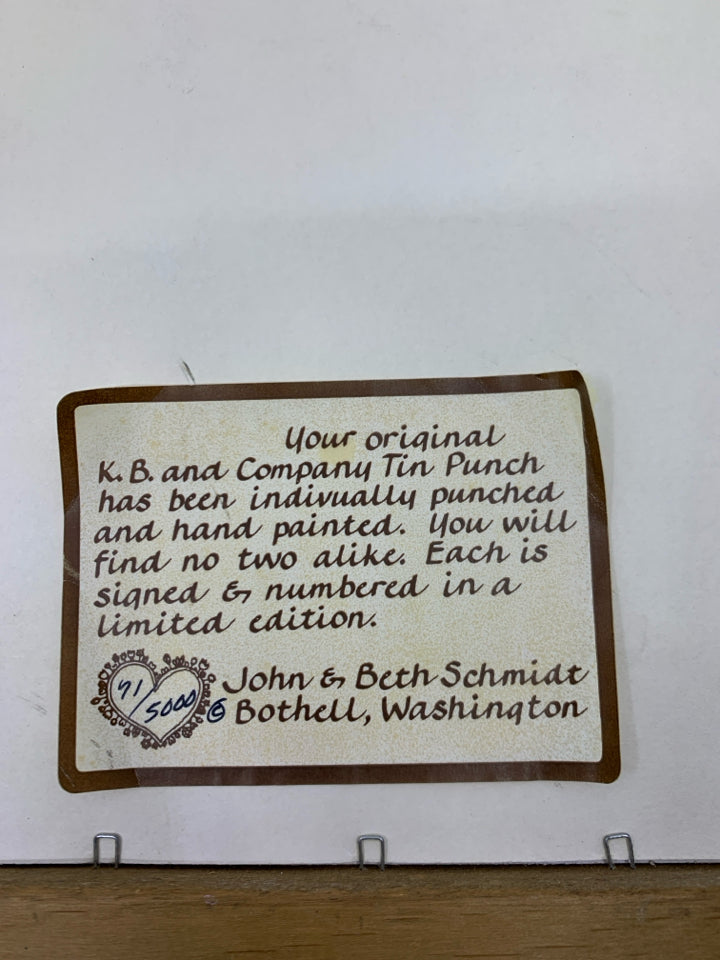 Your original
K. B. and Company Tin Punch
has been indivually punched
and hand painted. You will
find no two alike. Each is
signed & numbered in a
limited edition.
/5000
John & Beth Schmidt
© Bothell, Washington